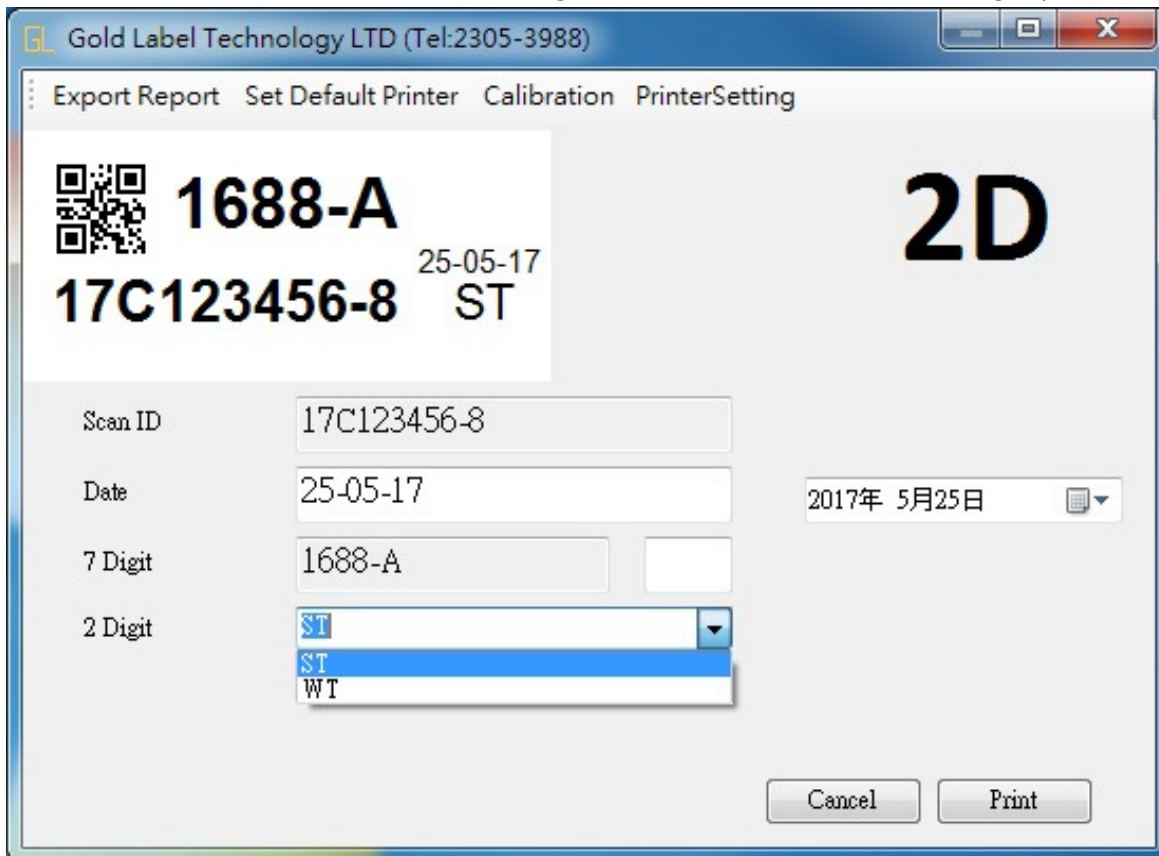 GL Gold Label Technology LTD (Tel:2305-3988)
Export Report Set Default Printer Calibration PrinterSetting
1688-A
2D
25-05-17
17C123456-8
ST
Scan ID 17C123456-8
Date 25-05-17 2017年 5月25日
7 Digit 1688-A
2 Digit ST
ST
WT
Cancel Print